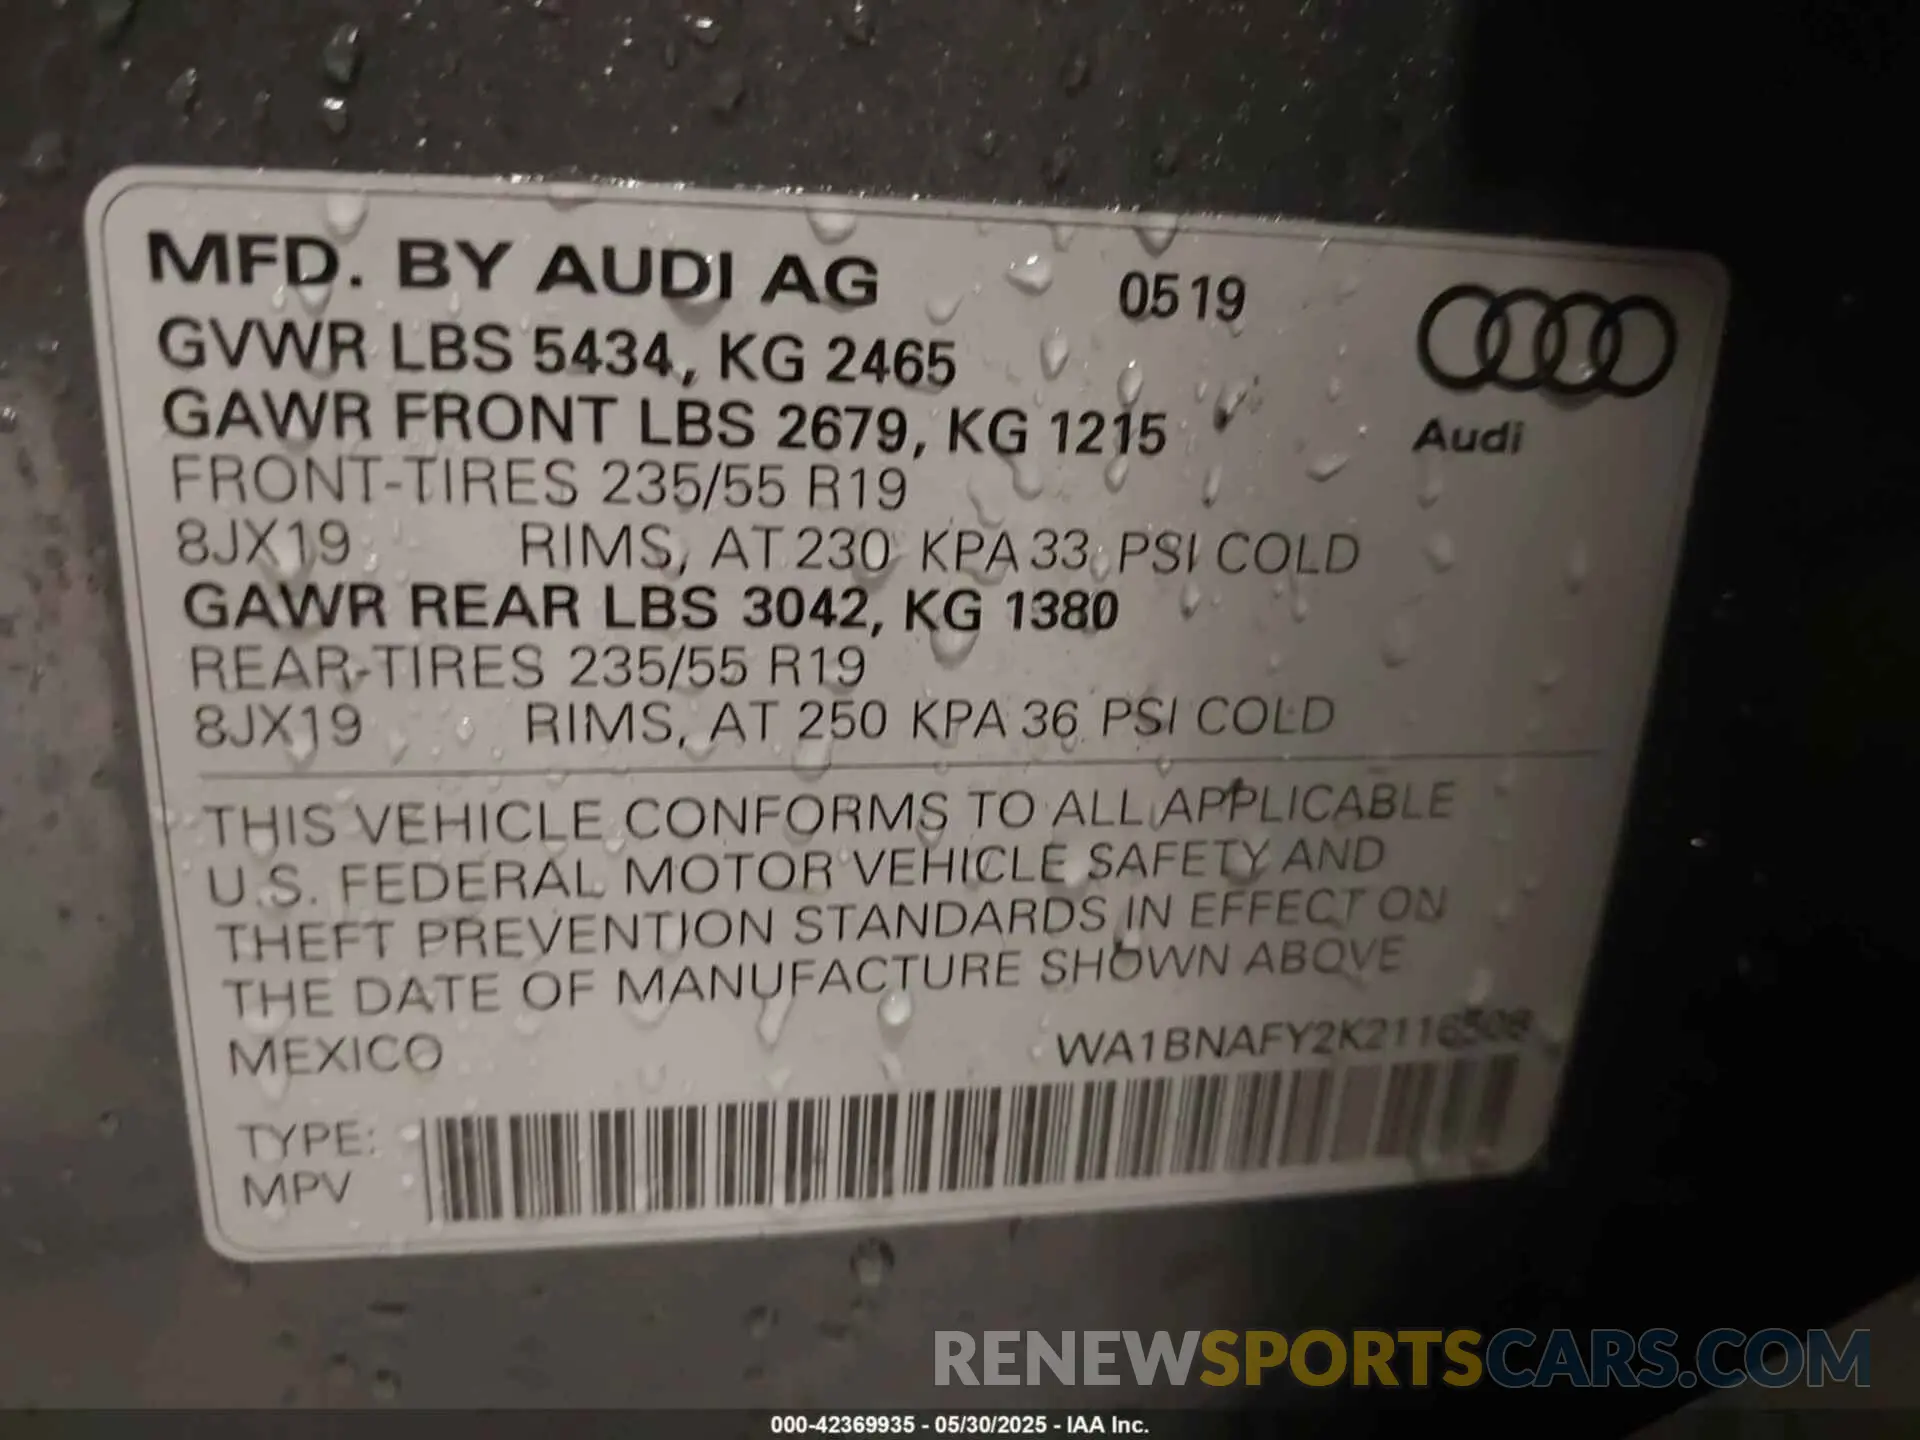 MFD. BY AUDI AG 0519
GVWR LBS 5434, KG 2465
GAWR FRONT LBS 2679, KG 1215
Audi
FRONT-TIRES 235/55 R19
8JX19 RIMS, AT 230 KPA 33 PSI COLD
GAWR REAR LBS 3042, KG 1380
REAR-TIRES 235/55 R19
8JX19 RIMS, AT 250 KPA 36 PSI COLD
THIS VEHICLE CONFORMS TO ALL APPLICABLE
U.S. FEDERAL MOTOR VEHICLE SAFETY AND
THEFT PREVENTION STANDARDS IN EFFECT ON
THE DATE OF MANUFACTURE SHOWN ABOVE
MEXICO
TYPE:
MPV
RENEWSPORTSCARS.COM
000-42369935 - 05/30/2025 - IAA Inc.